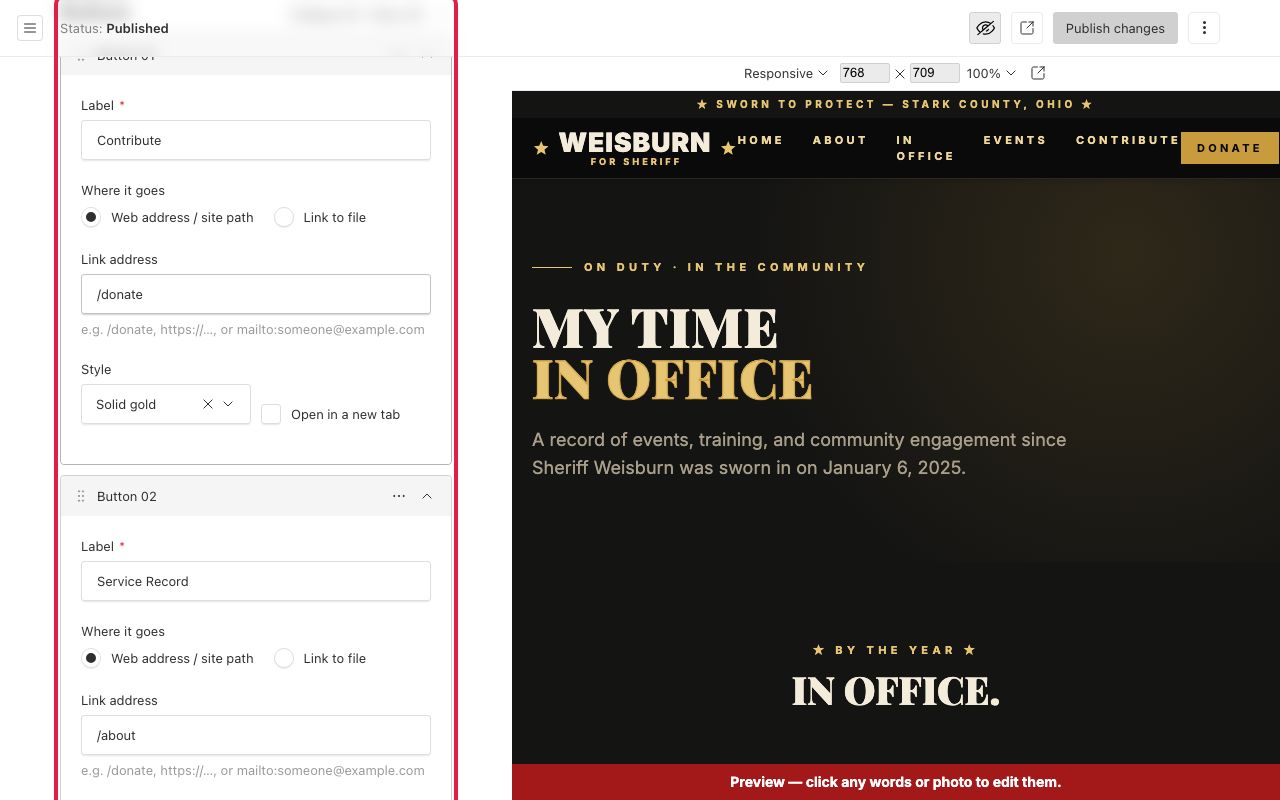 Status: Published
Publish changes
Button 01
Label *
Contribute
Where it goes
Web address / site path
Link to file
Link address
/donate
e.g. /donate, https://..., or mailto:someone@example.com
Style
Solid gold
Open in a new tab
Button 02
Label *
Service Record
Where it goes
Web address / site path
Link to file
Link address
/about
e.g. /donate, https://..., or mailto:someone@example.com
Responsive
768
709
100%
★ SWORN TO PROTECT — STARK COUNTY, OHIO ★
★ WEISBURN ★
FOR SHERIFF
HOME
ABOUT
IN
OFFICE
EVENTS
CONTRIBUTE
DONATE
ON DUTY · IN THE COMMUNITY
MY TIME
IN OFFICE
A record of events, training, and community engagement since
Sheriff Weisburn was sworn in on January 6, 2025.
★ BY THE YEAR ★
IN OFFICE.
Preview — click any words or photo to edit them.